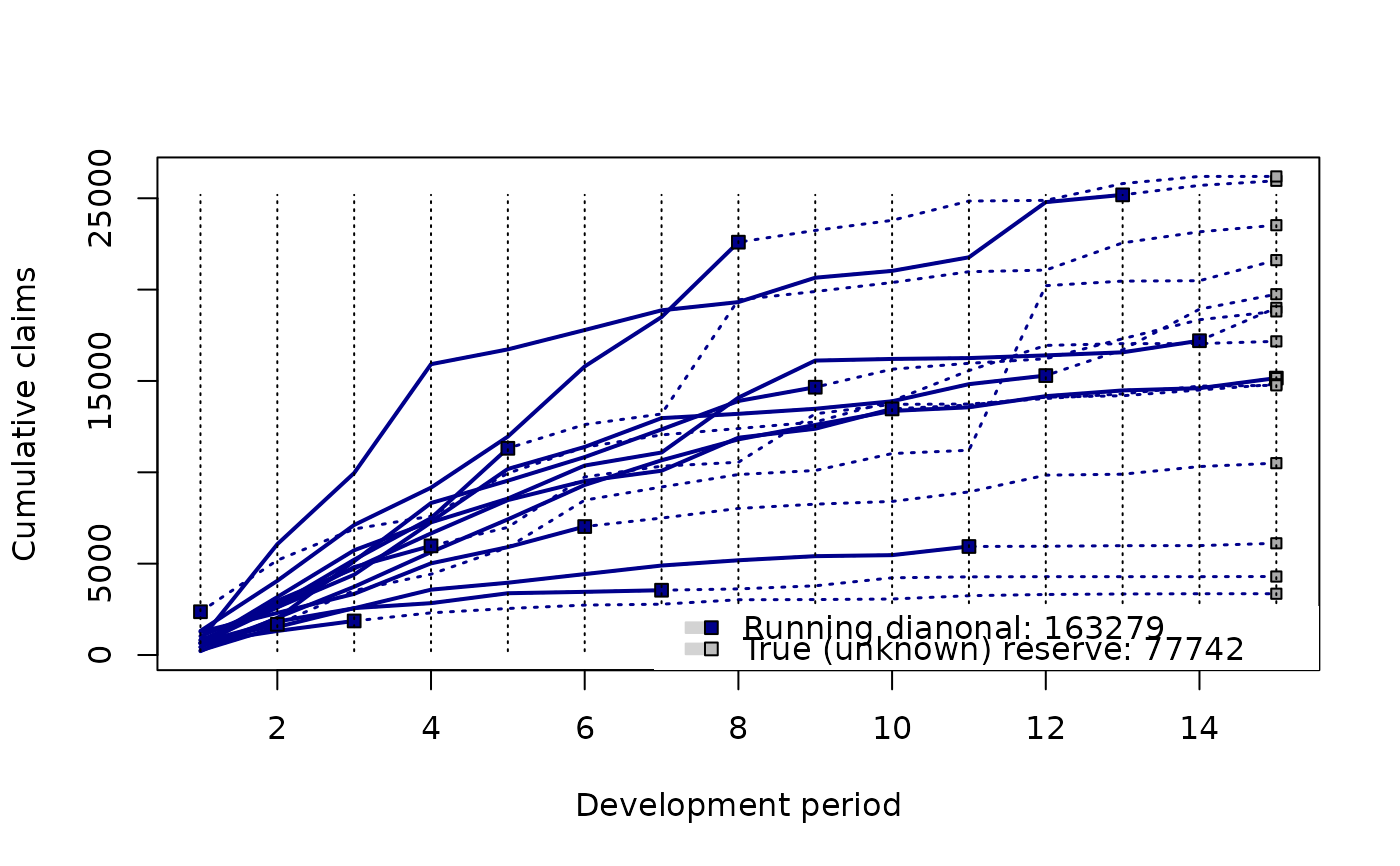 Cumulative claims
25000
15000
5000
0
Running dianonal: 163279
True (unknown) reserve: 77742
2 4 6 8 10 12 14
Development period